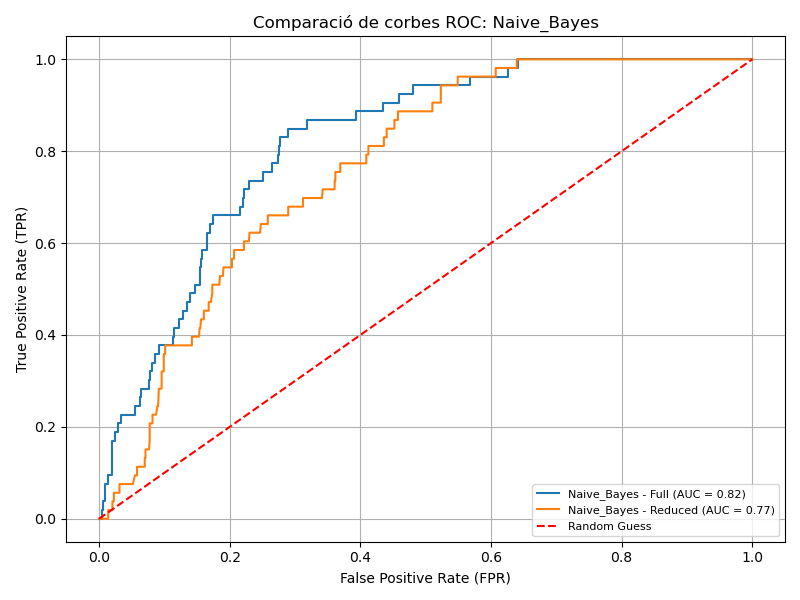 Comparació de corbes ROC: Naive_Bayes
True Positive Rate (TPR)
1.0
0.8
0.6
0.4
0.2
0.0
0.0 0.2 0.4 0.6 0.8 1.0
False Positive Rate (FPR)
Naive_Bayes - Full (AUC = 0.82)
Naive_Bayes - Reduced (AUC = 0.77)
Random Guess